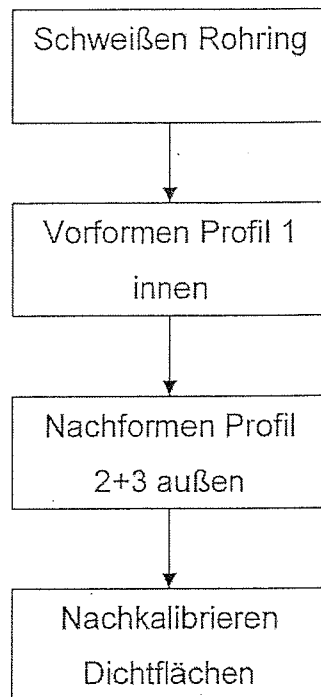 Schweißen Rohring
Vorformen Profil 1
innen
Nachformen Profil
2+3 außen
Nachkalibrieren
Dichtflächen